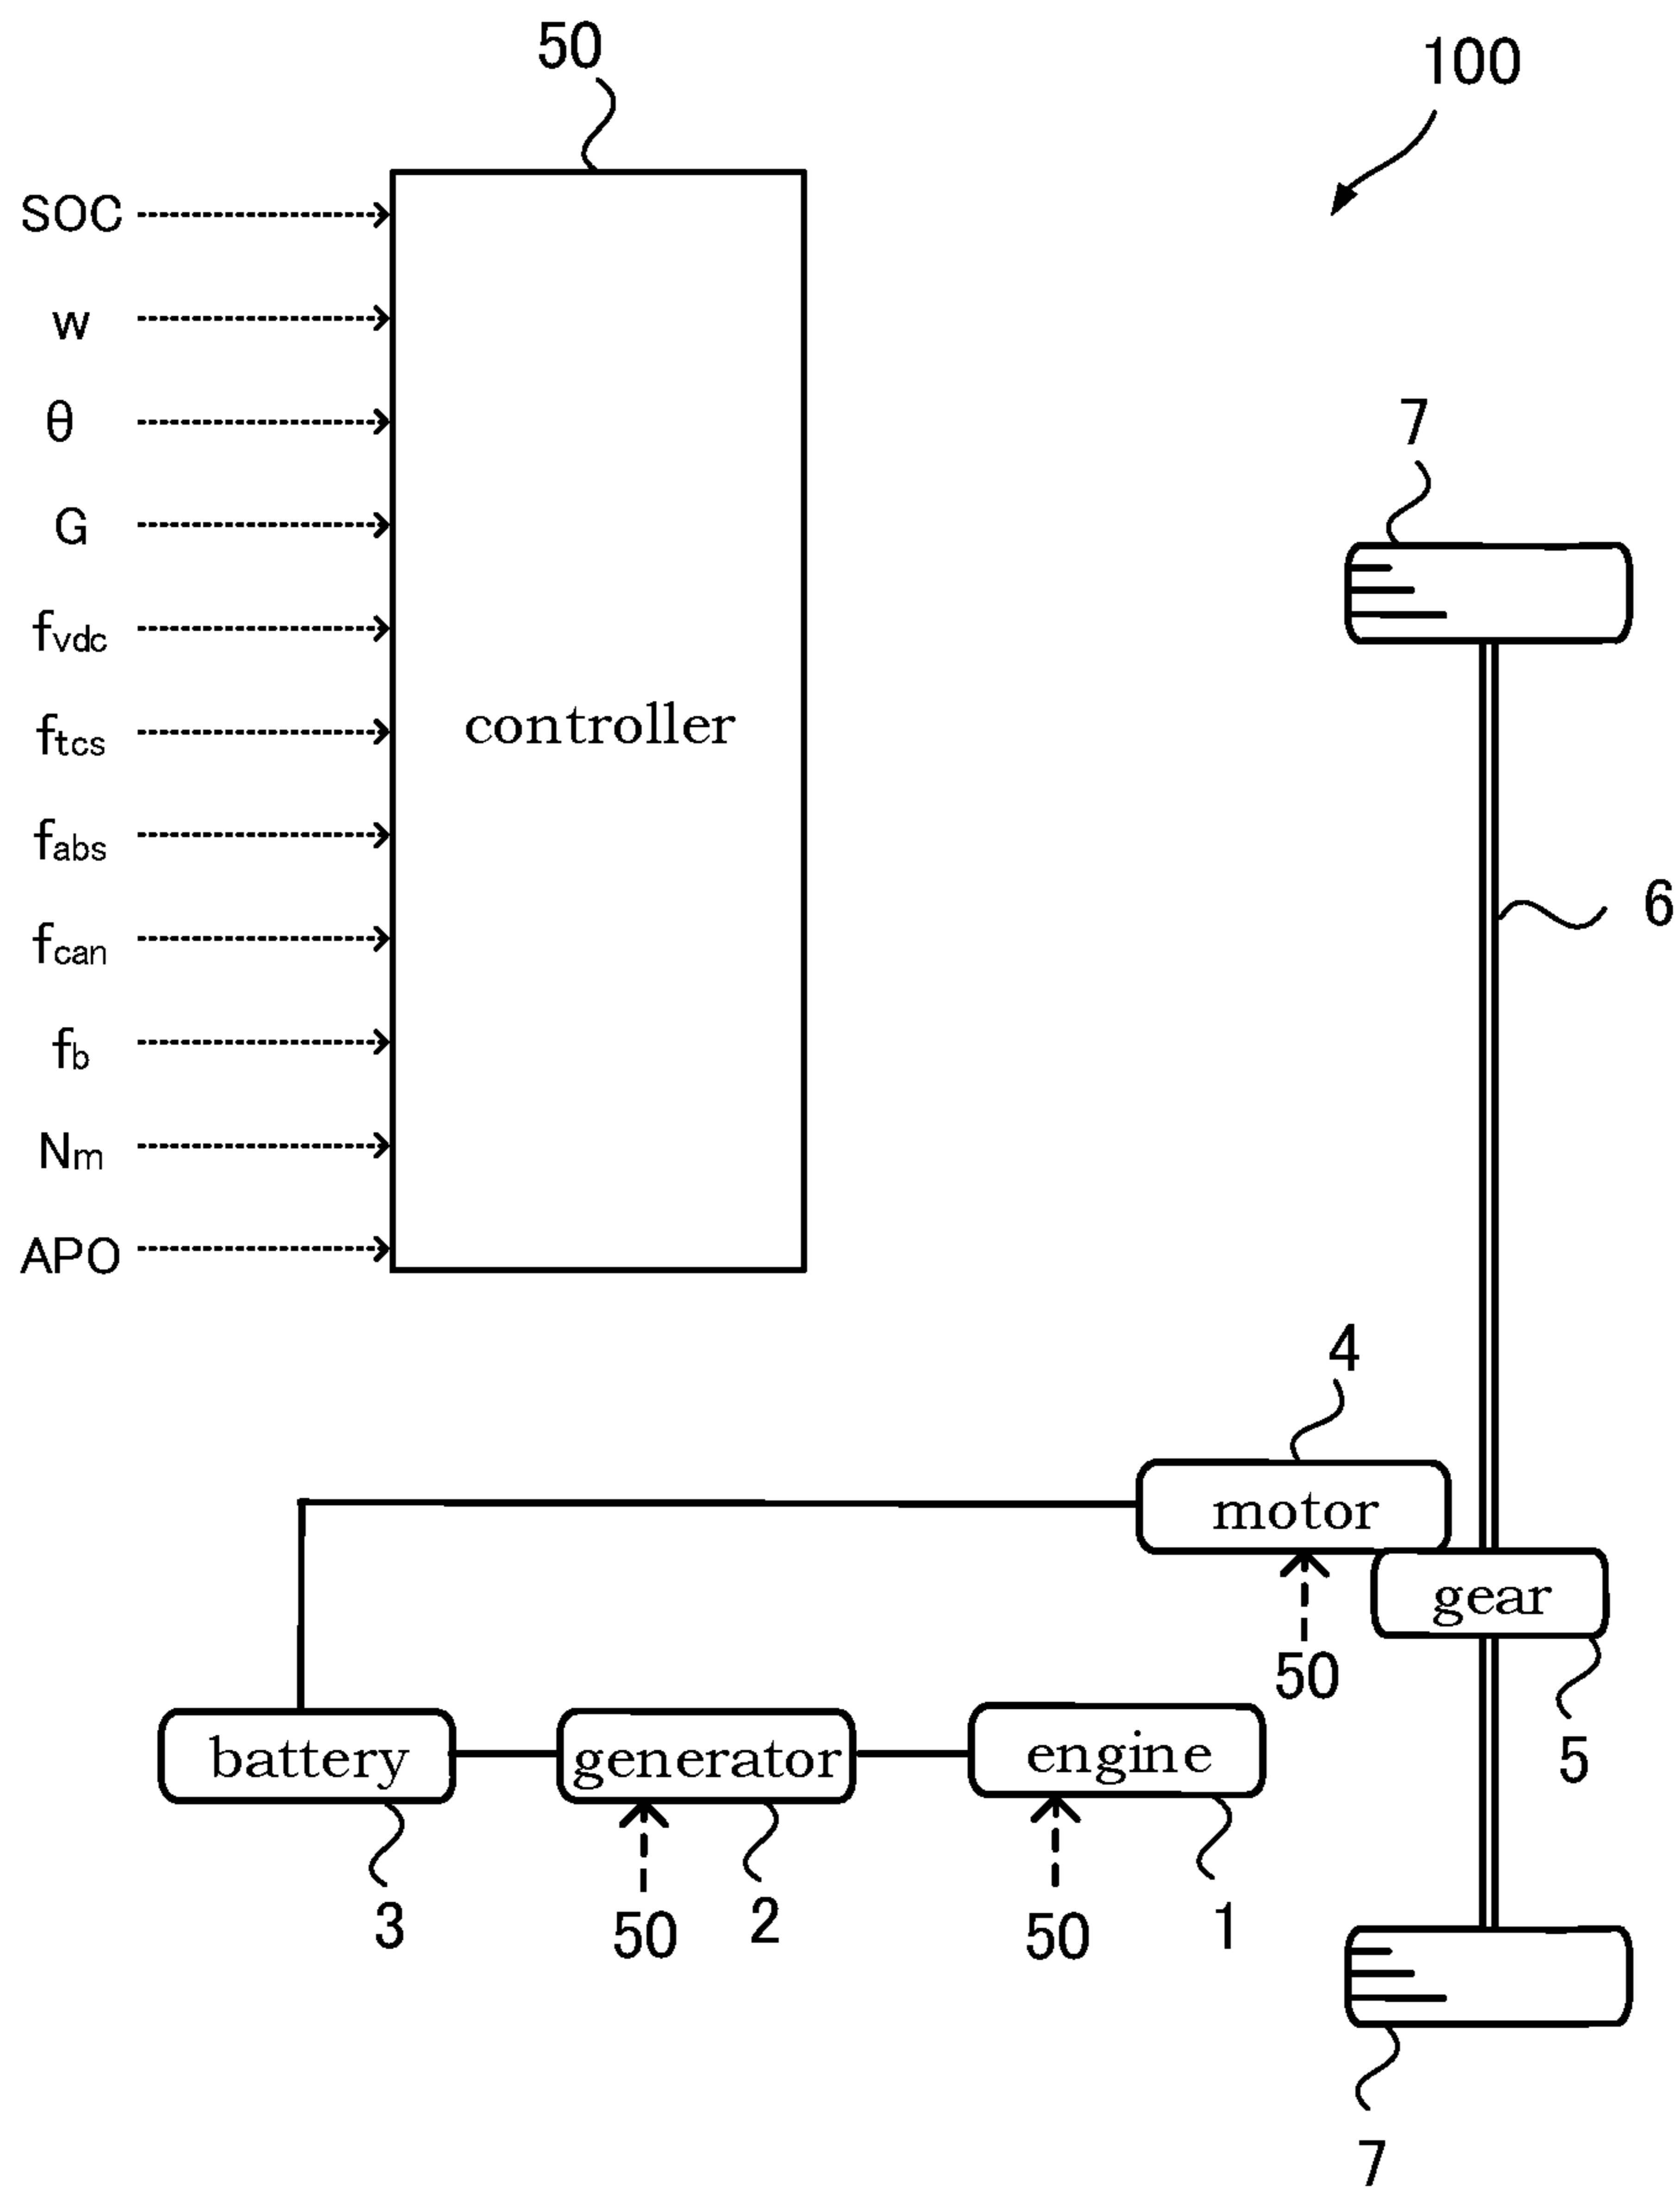 50
100
SOC
w
θ
G
7
fvdc
ftcs
controller
fabs
6
fcan
fb
Nm
APO
4
motor
gear
50
5
battery
generator
engine
3
50
2
50
1
7